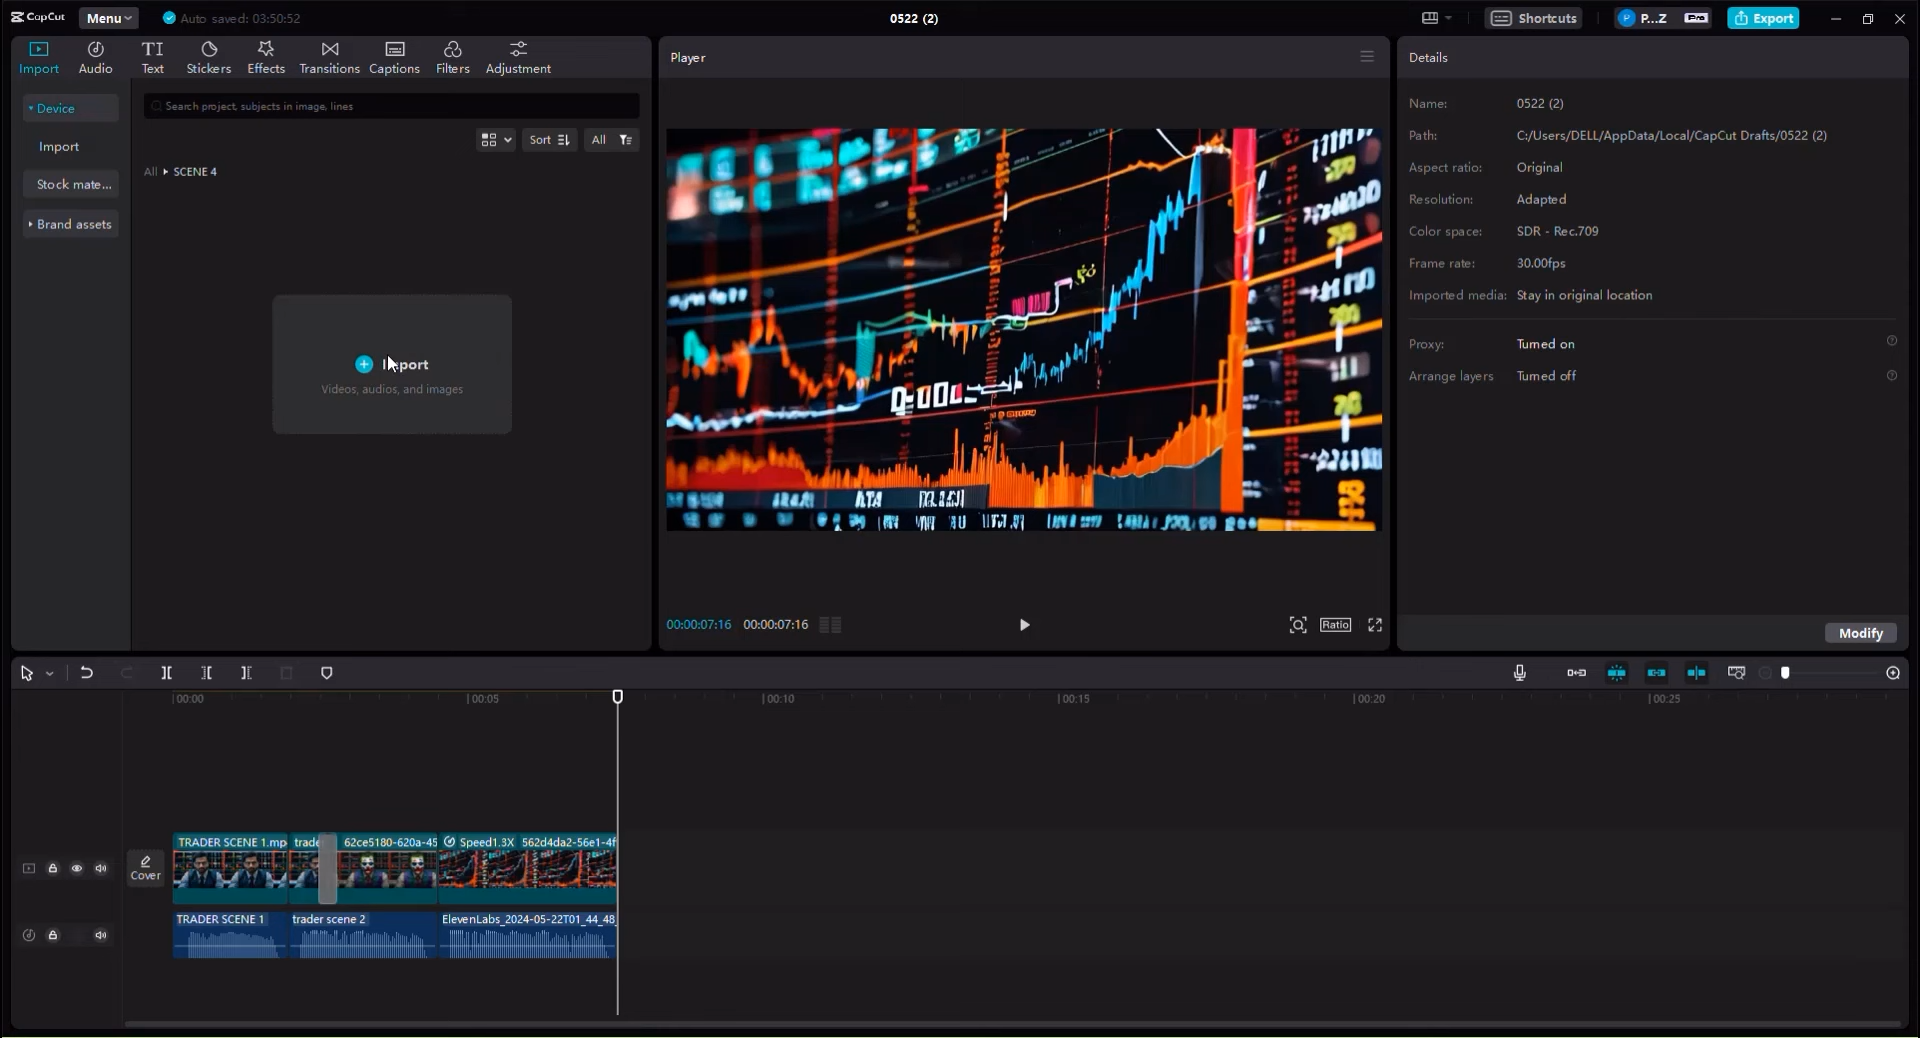 CapCut
Menu
Auto saved: 03:50:52
0522 (2)
Shortcuts
P...Z
Pro
Export
Import
Audio
TI
Text
Stickers
Effects
Transitions
Captions
Filters
Adjustment
Device
Import
Stock mate...
Brand assets
Search project, subjects in image, lines
Sort
All
All
SCENE 4
Videos, audios, and images
Player
00:00:07:16
00:00:07:16
Ratio
Details
Name:
0522 (2)
Path:
C:/Users/DELL/AppData/Local/CapCut Drafts/0522 (2)
Aspect ratio:
Original
Resolution:
Adapted
Color space:
SDR - Rec.709
Frame rate:
30.00fps
Imported media:
Stay in original location
Proxy:
Turned on
Arrange layers
Turned off
Modify
00:00
00:05
00:10
00:15
00:20
00:25
Cover
TRADER SCENE 1.mp
trade
62ce5180-620a-45
Speed1.3X
562d4da2-56e1-4f
TRADER SCENE 1
trader scene 2
ElevenLabs_2024-05-22T01_44_48